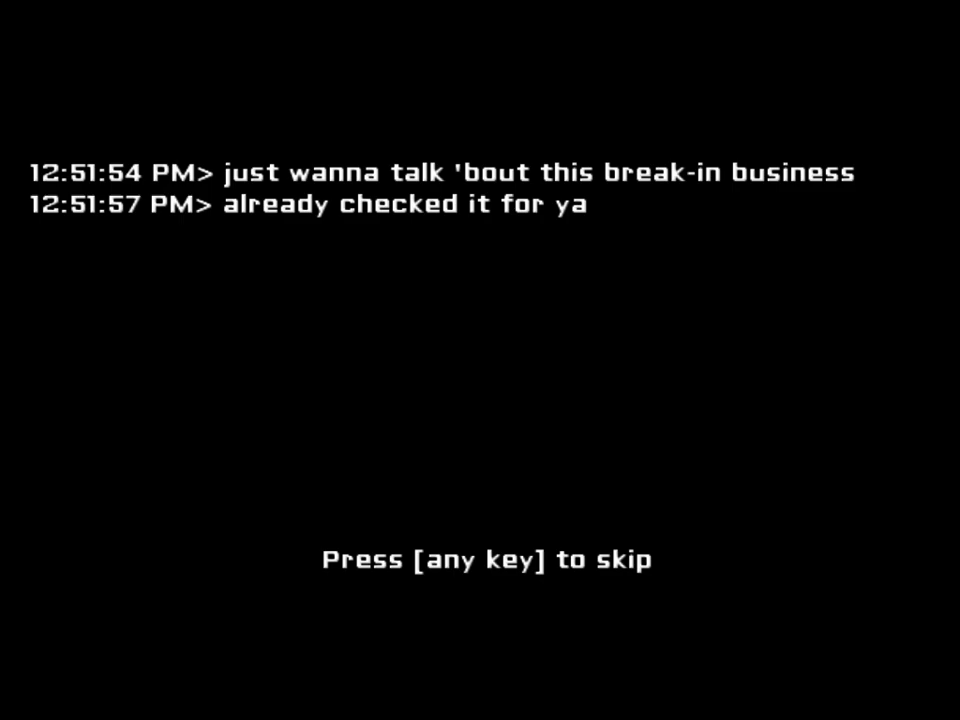 12:51:54 PM> just wanna talk 'bout this break-in business
12:51:57 PM> already checked it for ya
Press [any key] to skip